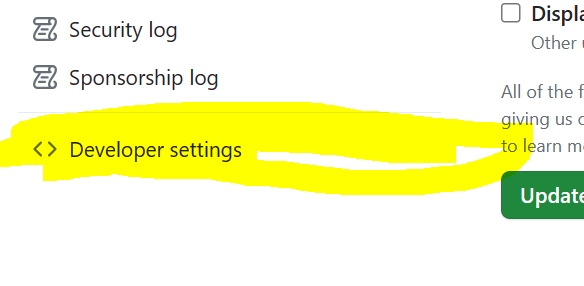 Security log
Sponsorship log
Developer settings
Other
All of the
giving us
to learn
Update